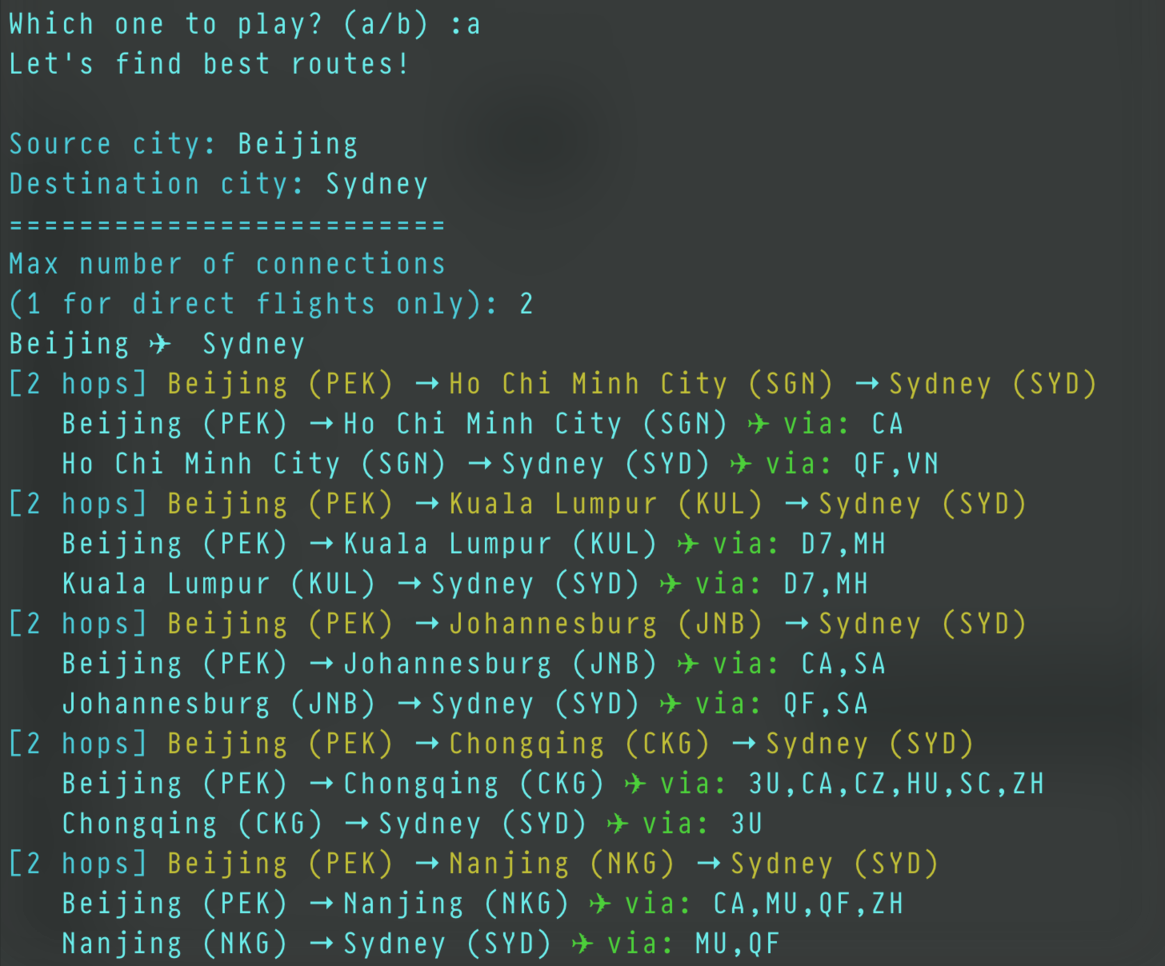 Which one to play? (a/b) :a
Let's find best routes!
Source city: Beijing
Destination city: Sydney
=========================
Max number of connections
(1 for direct flights only): 2
Beijing ✈ Sydney
[2 hops] Beijing (PEK) →Ho Chi Minh City (SGN) →Sydney (SYD)
Beijing (PEK) →Ho Chi Minh City (SGN) ✈ via: CA
Ho Chi Minh City (SGN) →Sydney (SYD) ✈ via: QF,VN
[2 hops] Beijing (PEK) →Kuala Lumpur (KUL) →Sydney (SYD)
Beijing (PEK) →Kuala Lumpur (KUL) ✈ via: D7,MH
Kuala Lumpur (KUL) →Sydney (SYD) ✈ via: D7,MH
[2 hops] Beijing (PEK) →Johannesburg (JNB) →Sydney (SYD)
Beijing (PEK) →Johannesburg (JNB) ✈ via: CA,SA
Johannesburg (JNB) →Sydney (SYD) ✈ via: QF,SA
[2 hops] Beijing (PEK) →Chongqing (CKG) →Sydney (SYD)
Beijing (PEK) →Chongqing (CKG) ✈ via: 3U,CA,CZ,HU,SC,ZH
Chongqing (CKG) →Sydney (SYD) ✈ via: 3U
[2 hops] Beijing (PEK) →Nanjing (NKG) →Sydney (SYD)
Beijing (PEK) →Nanjing (NKG) ✈ via: CA,MU,QF,ZH
Nanjing (NKG) →Sydney (SYD) ✈ via: MU,QF